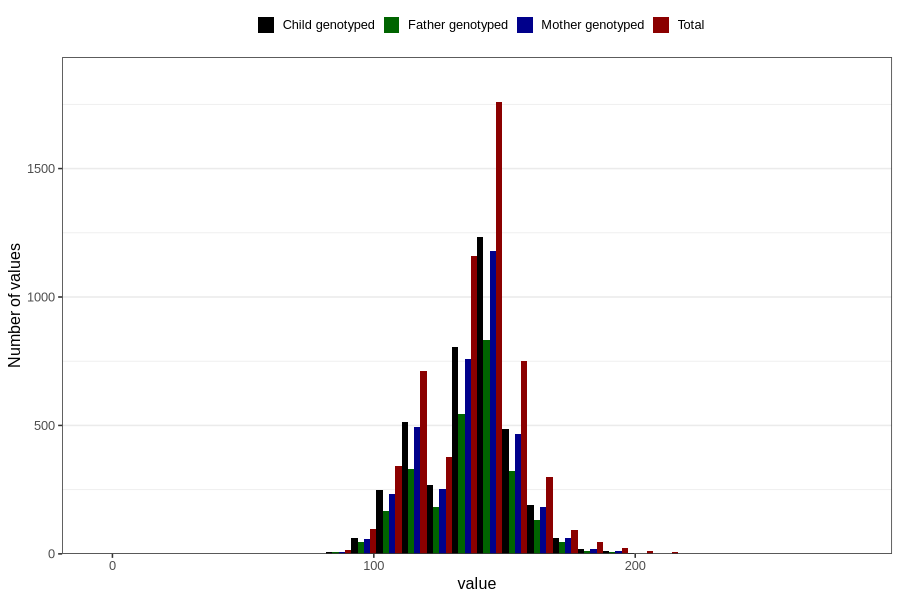 Child genotyped Father genotyped Mother genotyped Total
Number of values
1500
1000
500
0
0 100 200
value